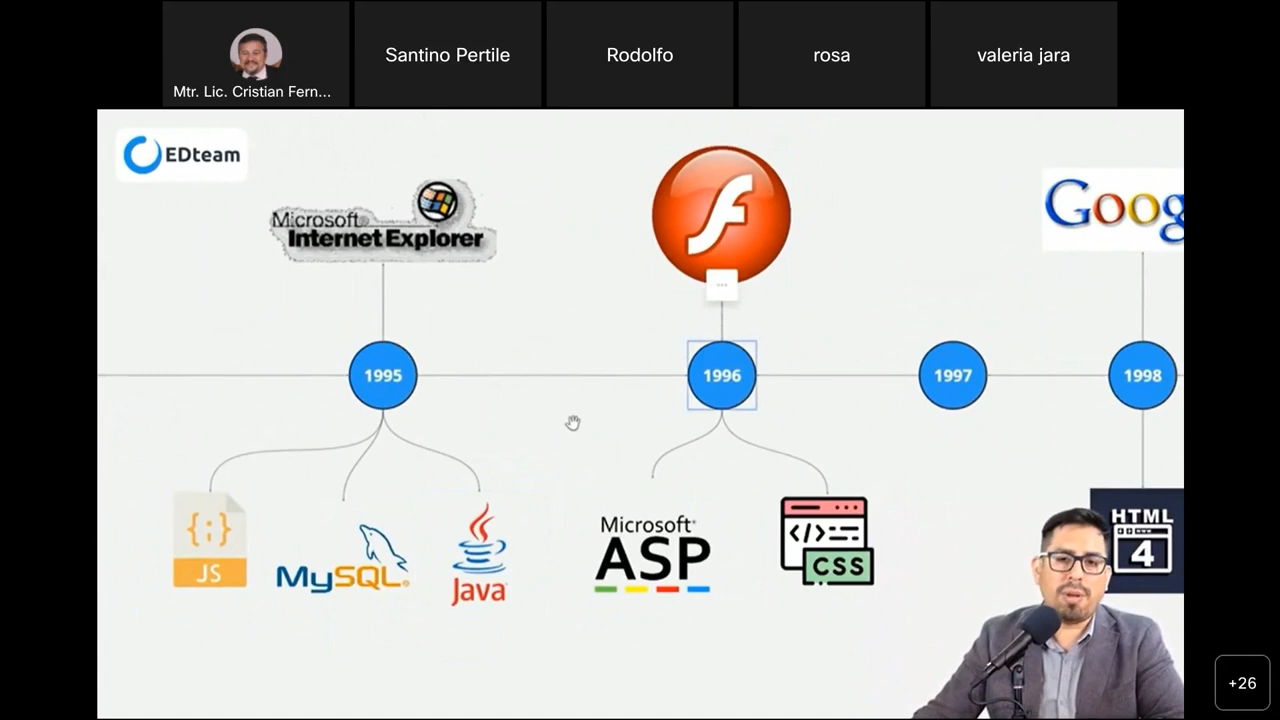 Mtr. Lic. Cristian Fern...
Santino Pertile
Rodolfo
rosa
valeria jara
EDteam
Microsoft®
Internet Explorer
Goog
1995
1996
1997
1998
{;}
JS
MySQL®
Java
Microsoft®
ASP
</>
CSS
HTML
4
+26